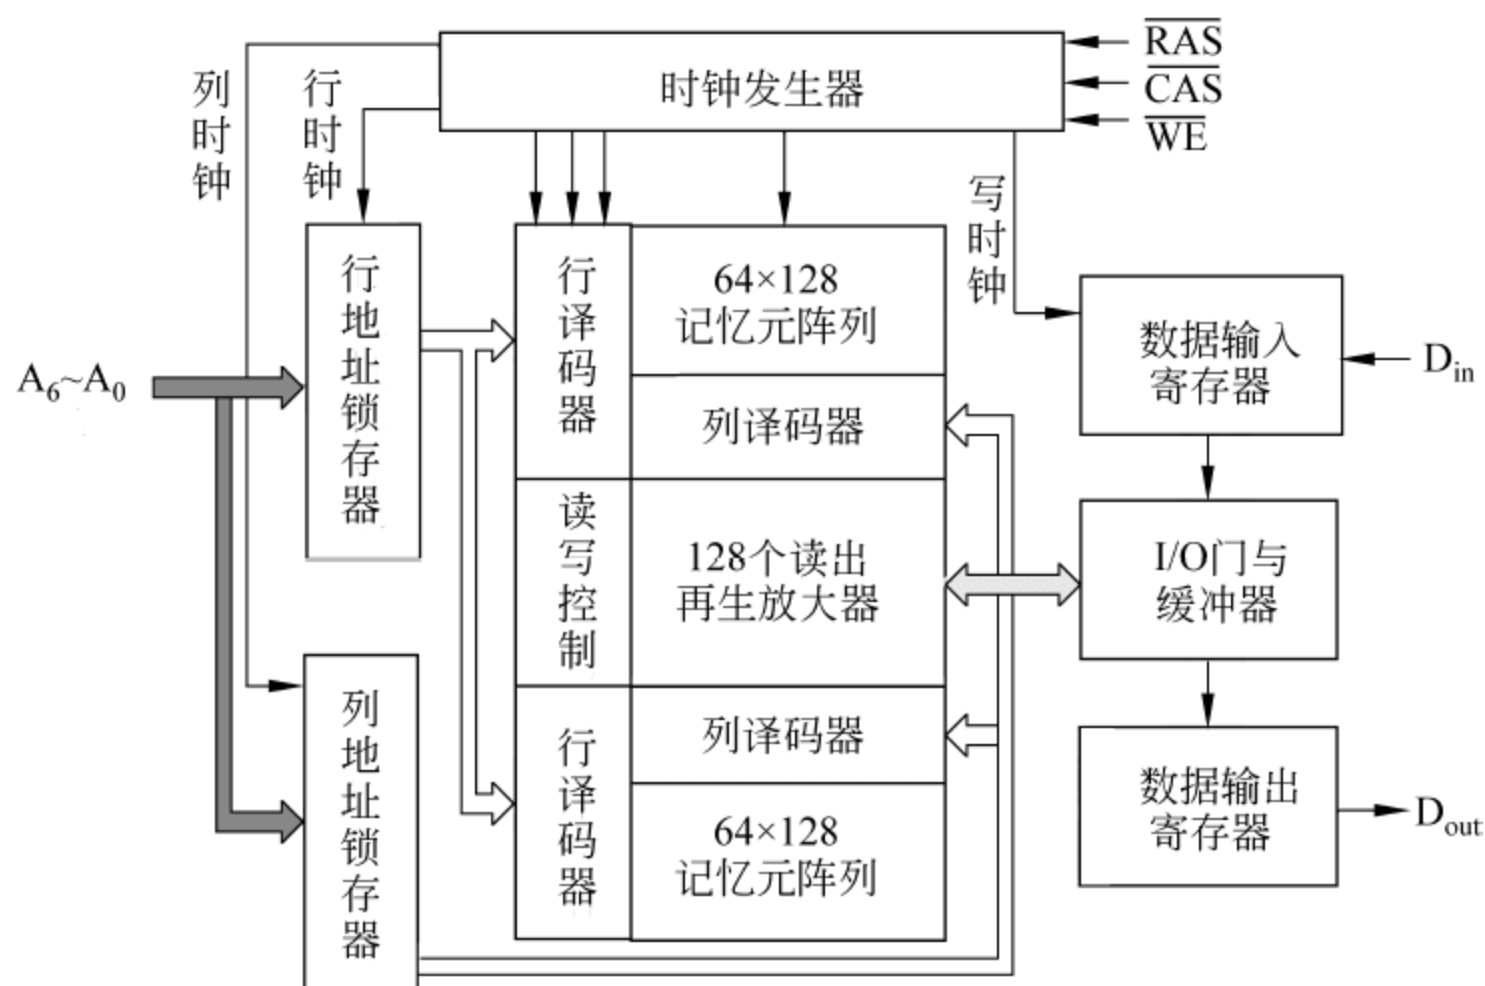 RAS
CAS
WE
时钟发生器
列时钟
行时钟
写时钟
A6~A0
行地址锁存器
列地址锁存器
行译码器
64×128
记忆元阵列
列译码器
读写控制
128个读出
再生放大器
行译码器
列译码器
64×128
记忆元阵列
数据输入
寄存器
Din
I/O门与
缓冲器
数据输出
寄存器
Dout